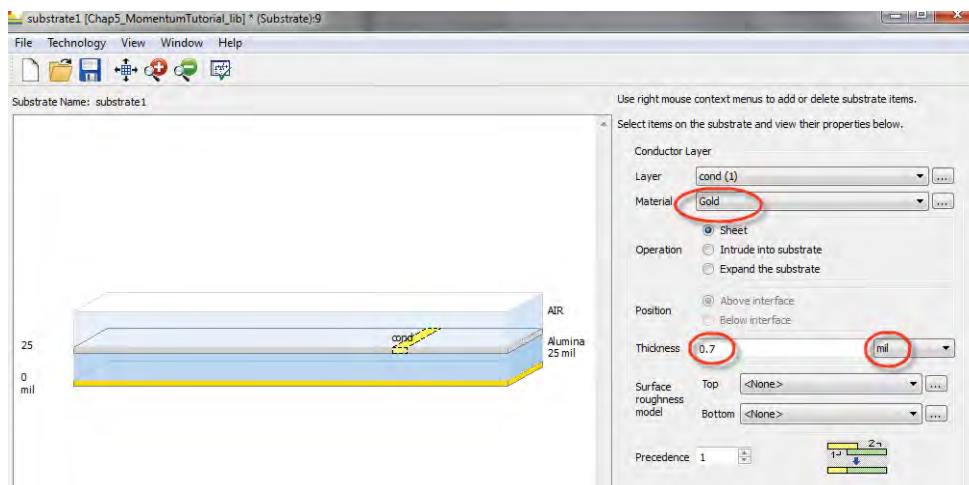 substrate1 [Chap5_MomentumTutorial_lib] * (Substrate):9
File Technology View Window Help
Substrate Name: substrate1
Use right mouse context menus to add or delete substrate items.
Select items on the substrate and view their properties below.
Conductor Layer
Layer cond (1) ...
Material Gold ...
Operation Sheet
Intrude into substrate
Expand the substrate
Position Above interface
Below interface
Thickness 0.7 mil
Surface roughness model
Top <None> ...
Bottom <None> ...
Precedence 1
1 2
AIR
cond
25
Alumina
25 mil
0
mil